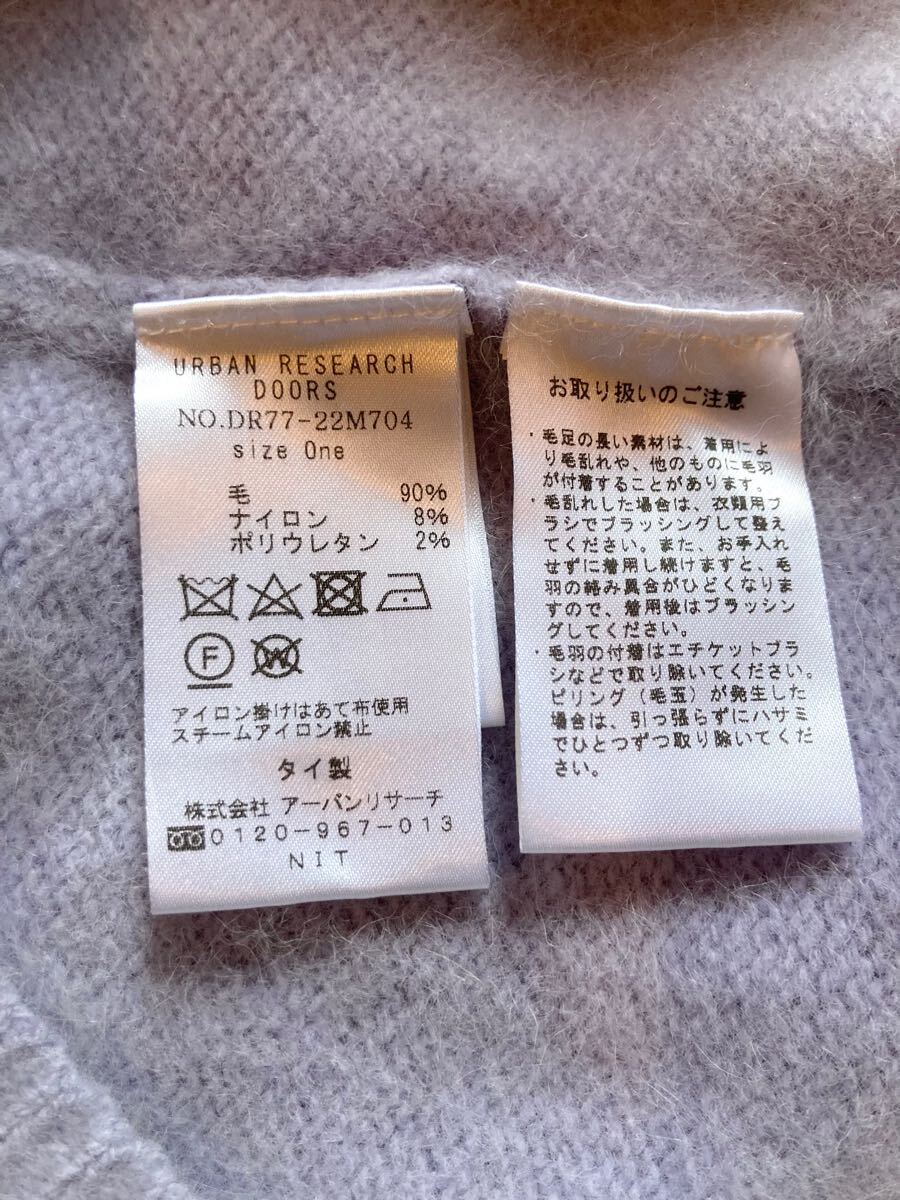 URBAN RESEARCH
DOORS
NO.DR77-22M704
size One
毛 90%
ナイロン 8%
ポリウレタン 2%
F
W
アイロン掛けはあて布使用
スチームアイロン禁止
タイ製
株式会社 アーバンリサーチ
0120-967-013
NIT
お取り扱いのご注意
・毛足の長い素材は、着用によ
り毛乱れや、他のものに毛羽
が付着することがあります。
・毛乱れした場合は、衣類用ブ
ラシでブラッシングして整え
てください。また、お手入れ
せずに着用し続けますと、毛
羽の絡み具合がひどくなりま
すので、着用後はブラッシン
グしてください。
・毛羽の付着はエチケットブラ
シなどで取り除いてください。
ピリング（毛玉）が発生した
場合は、引っ張らずにハサミ
でひとつずつ取り除いてくだ
さい。